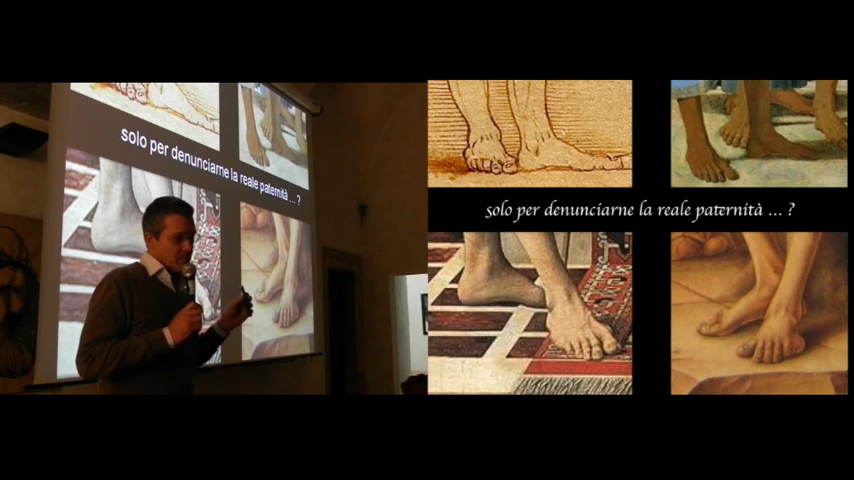 solo per denunciarne la reale paternità ... ?
solo per denunciarne la reale paternità ... ?